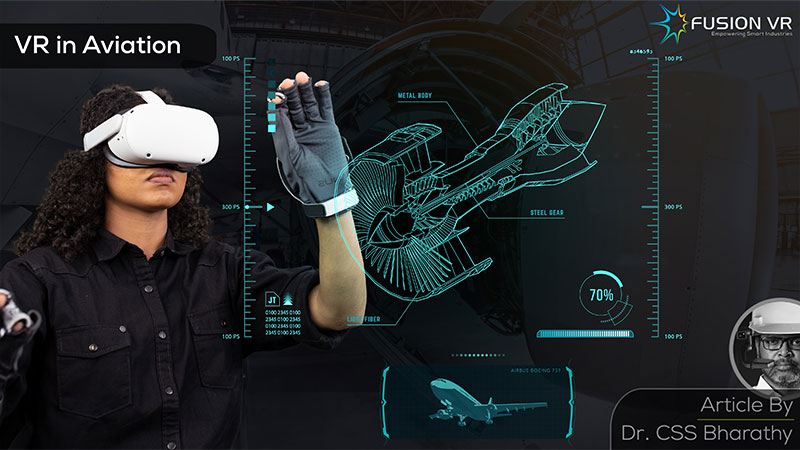 VR in Aviation
FUSION VR
Empowering Smart Industries
100 PS
100 PS
METAL BODY
300 PS
300 PS
STEEL GEAR
70%
JT
0100 2345 0100
2345 0100 2345
0100 2345 0100
2345 0100 2345
100 PS
100 PS
AIRBUS BOEING 737
Article By
Dr. CSS Bharathy